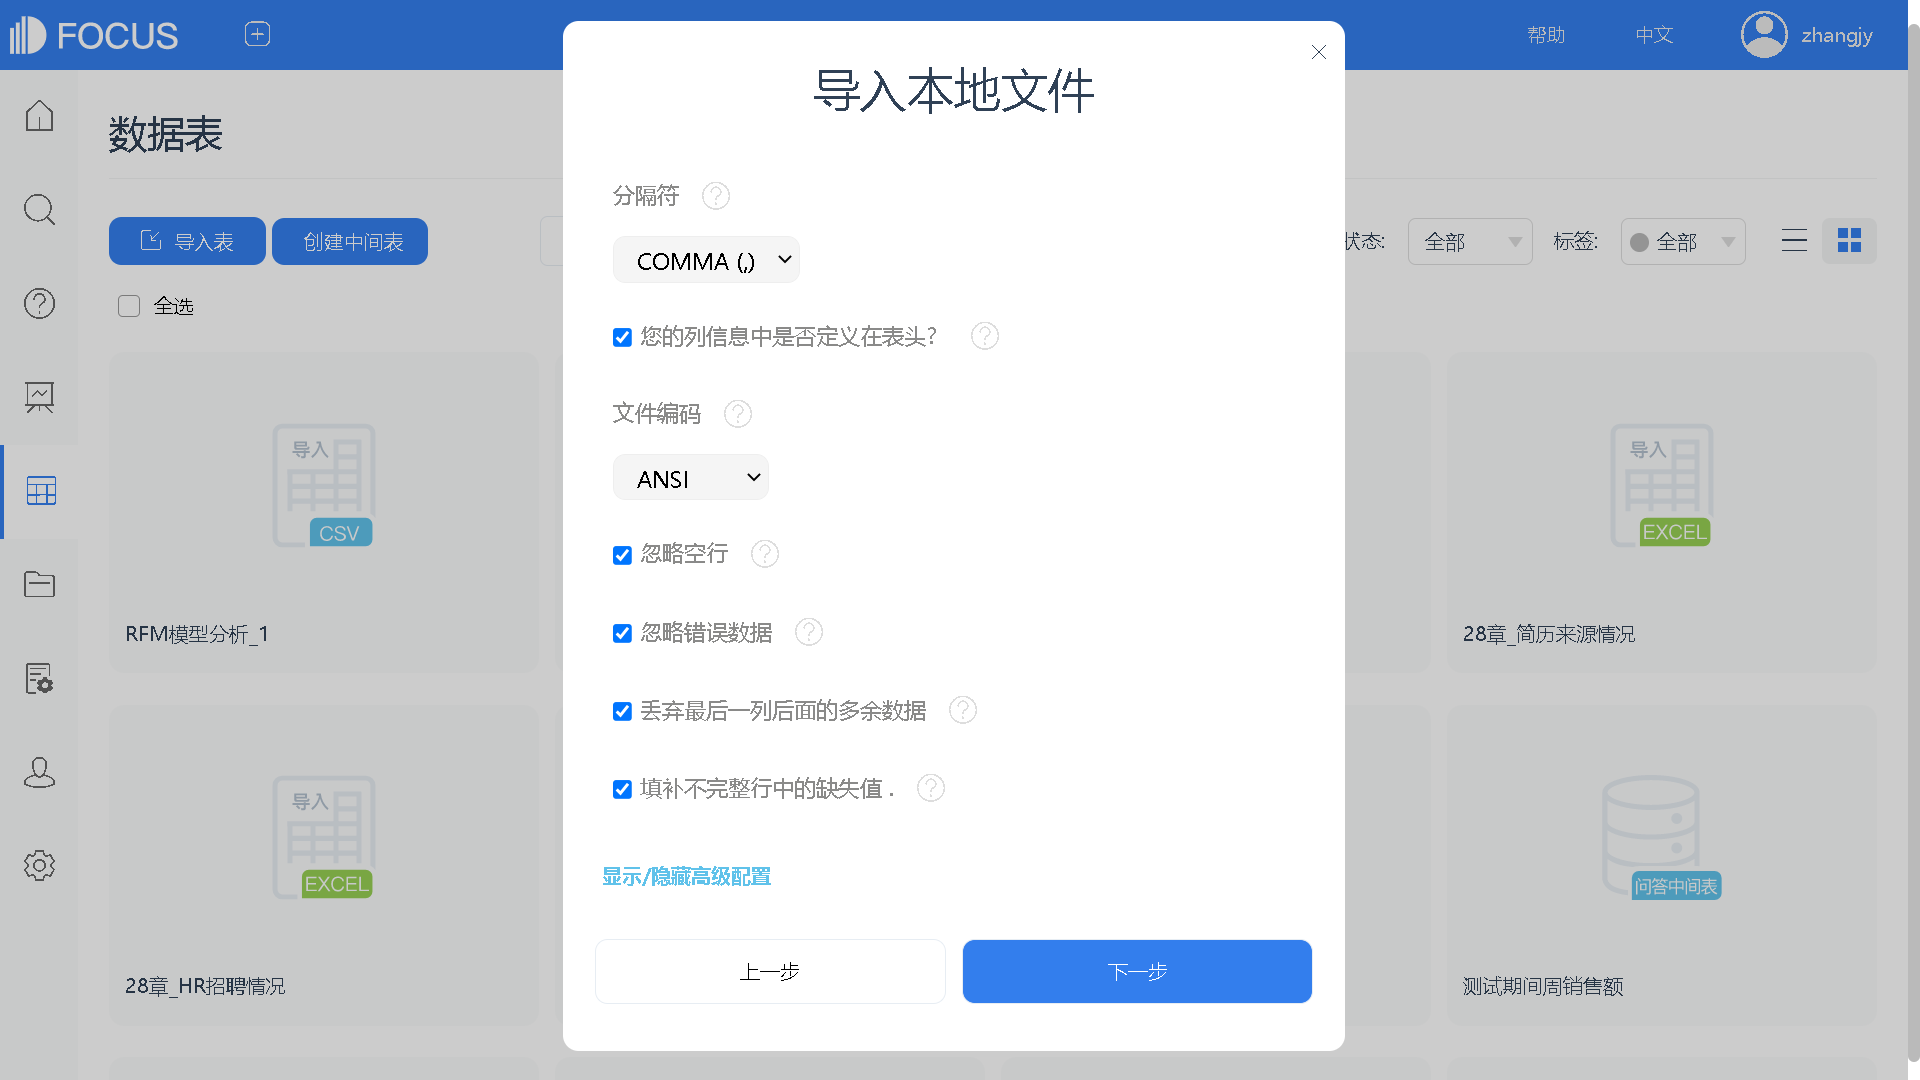 FOCUS
帮助
中文
zhangjy
数据表
导入表
创建中间表
状态:
全部
标签:
全部
全选
导入
CSV
RFM模型分析_1
导入
EXCEL
28章_简历来源情况
导入
EXCEL
28章_HR招聘情况
问答中间表
测试期间周销售额
导入本地文件
分隔符
COMMA (,)
您的列信息中是否定义在表头?
文件编码
ANSI
忽略空行
忽略错误数据
丢弃最后一列后面的多余数据
填补不完整行中的缺失值 .
显示/隐藏高级配置
上一步
下一步